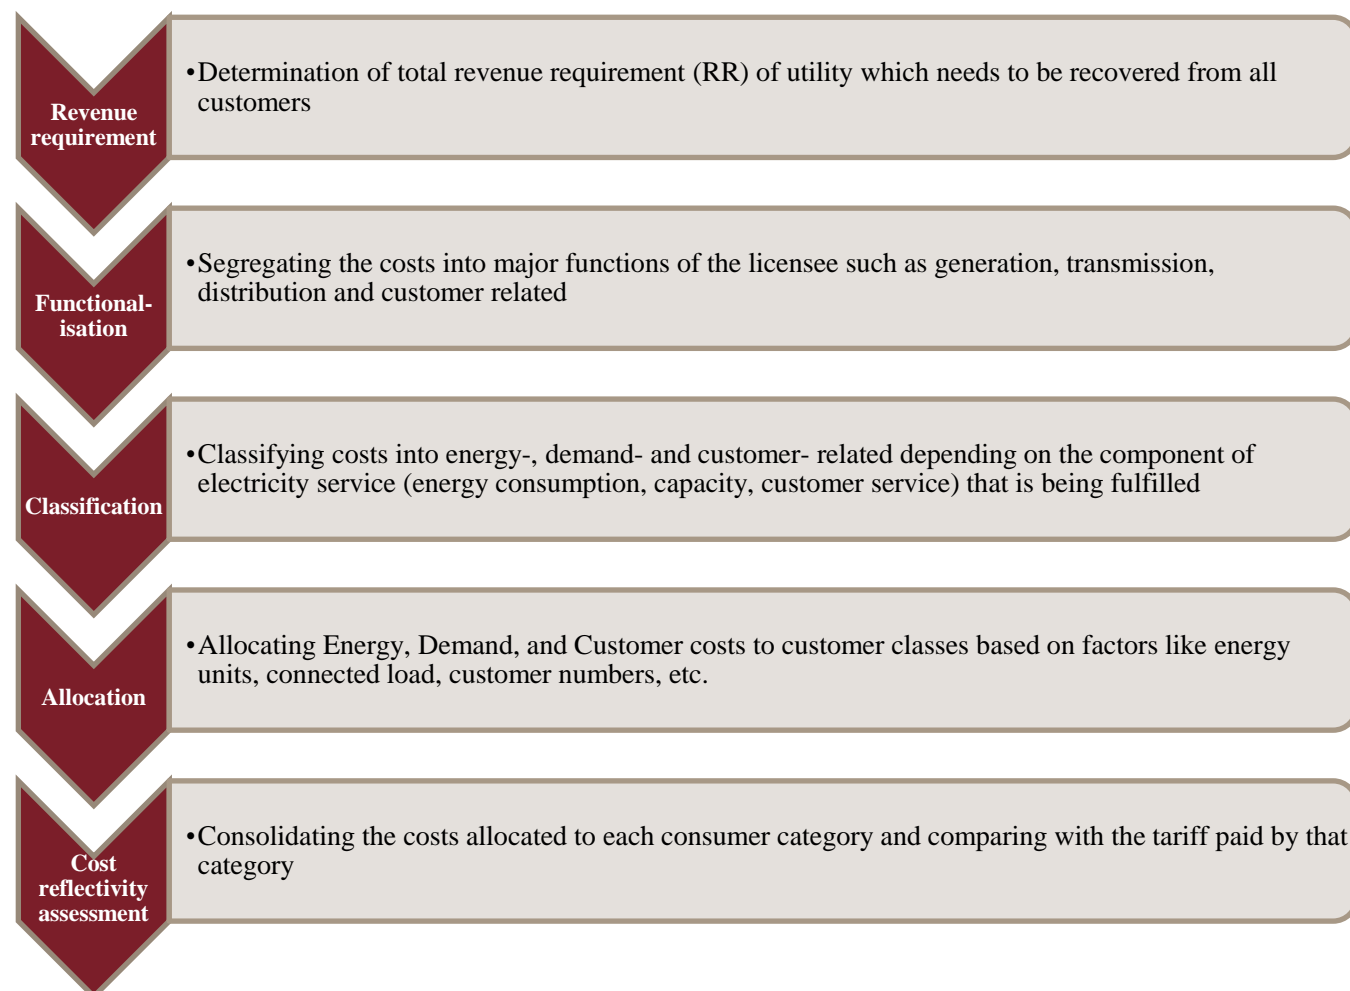 Revenue
requirement
•Determination of total revenue requirement (RR) of utility which needs to be recovered from all
customers
Functional-
isation
•Segregating the costs into major functions of the licensee such as generation, transmission,
distribution and customer related
Classification
•Classifying costs into energy-, demand- and customer- related depending on the component of
electricity service (energy consumption, capacity, customer service) that is being fulfilled
Allocation
•Allocating Energy, Demand, and Customer costs to customer classes based on factors like energy
units, connected load, customer numbers, etc.
Cost
reflectivity
assessment
•Consolidating the costs allocated to each consumer category and comparing with the tariff paid by that
category